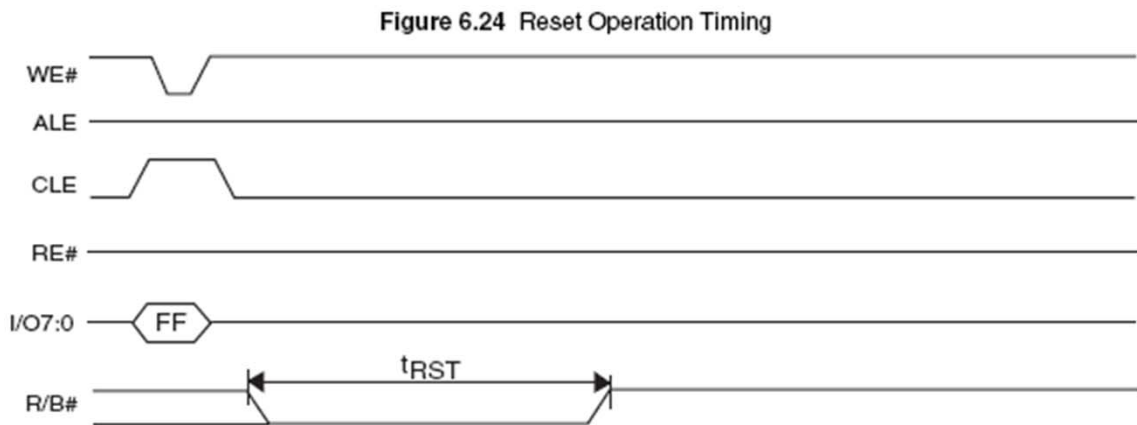 Figure 6.24 Reset Operation Timing
WE#
ALE
CLE
RE#
I/O7:0
FF
tRST
R/B#